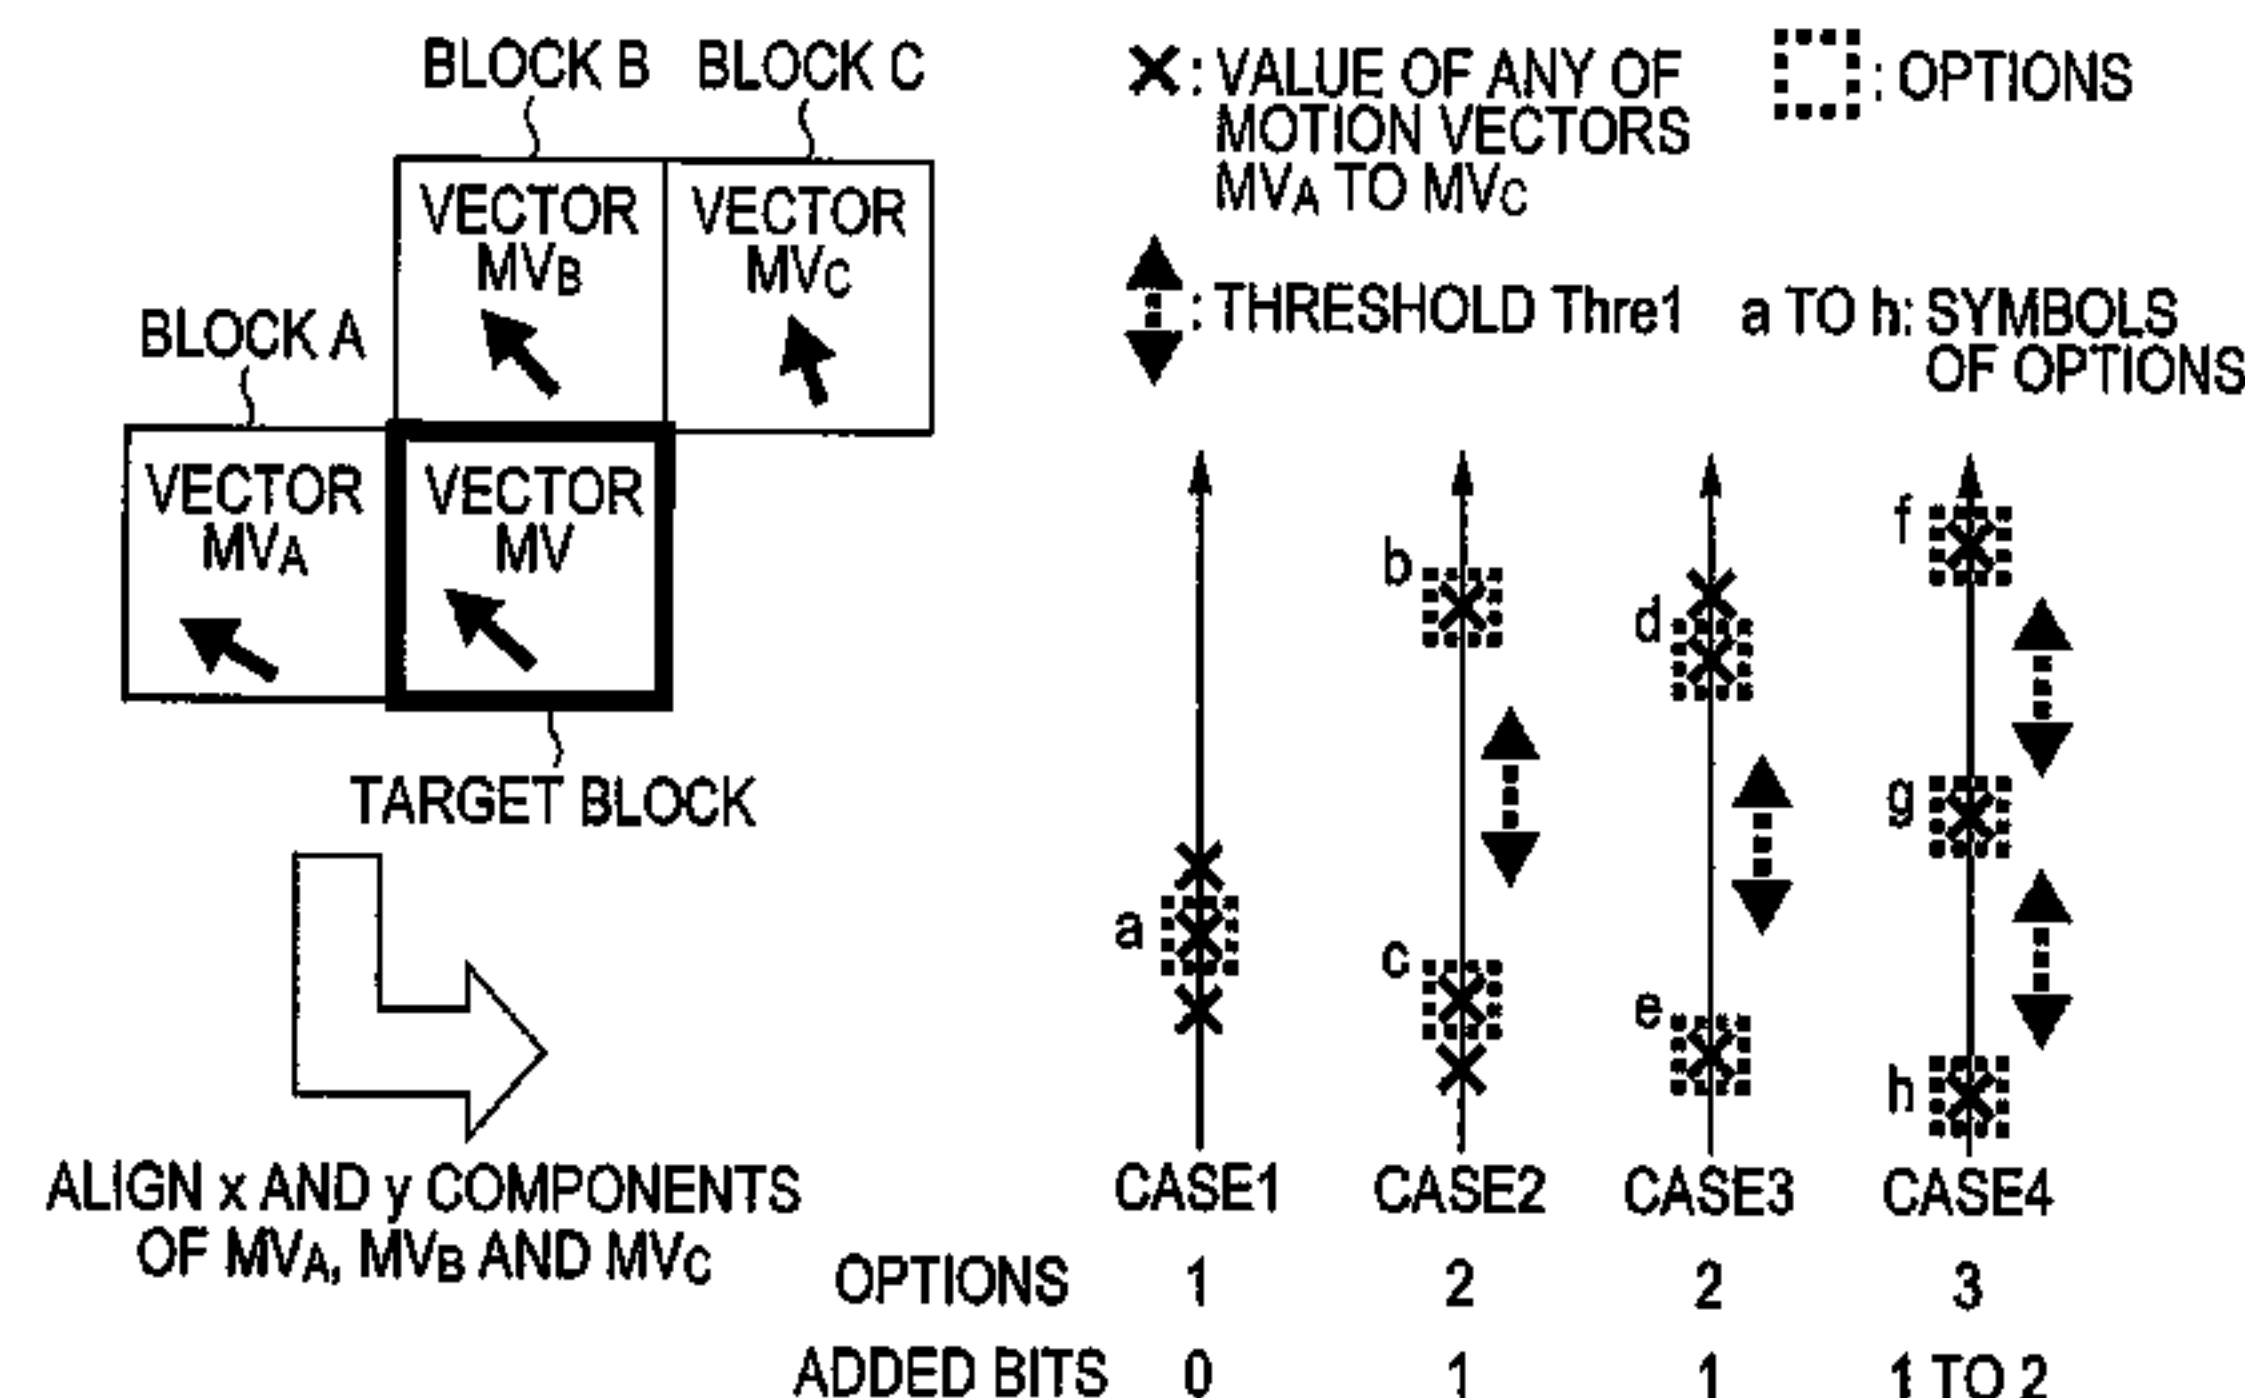 BLOCK B
BLOCK C
VECTOR
MVB
VECTOR
MVC
BLOCK A
VECTOR
MVA
VECTOR
MV
TARGET BLOCK
ALIGN x AND y COMPONENTS
OF MVA, MVB AND MVC
: VALUE OF ANY OF
MOTION VECTORS
MVA TO MVC
: OPTIONS
: THRESHOLD Thre1
a TO h: SYMBOLS
OF OPTIONS
a
b
c
d
e
f
g
h
CASE1 CASE2 CASE3 CASE4
OPTIONS 1 2 2 3
ADDED BITS 0 1 1 1 TO 2